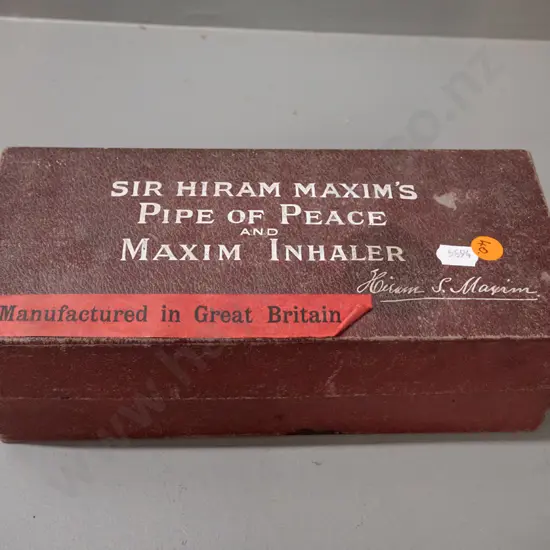 SIR HIRAM MAXIM'S
PIPE OF PEACE
AND
MAXIM INHALER
Hiram S. Maxim
Manufactured in Great Britain